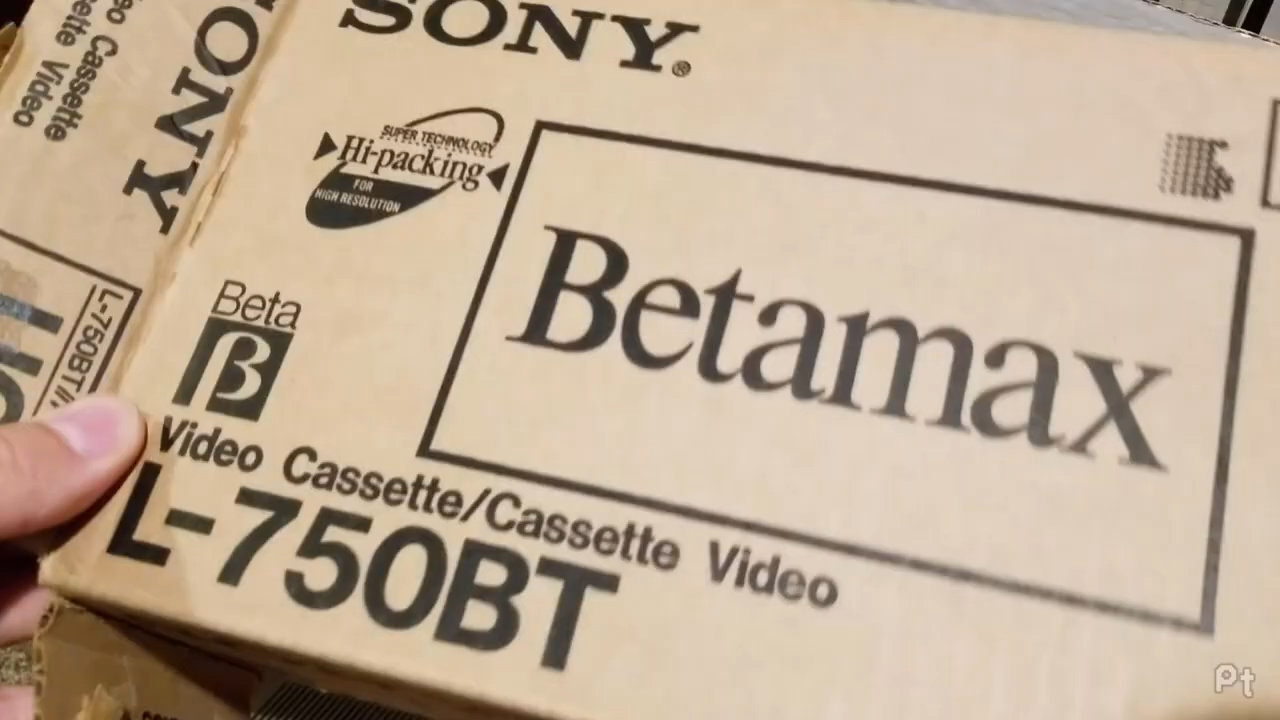 SONY®
SUPER TECHNOLOGY
Hi-packing
FOR
HIGH RESOLUTION
Betamax
Beta
β
Video Cassette/Cassette Video
L-750BT
SONY
Cassette
Video
L-750BT
Pt